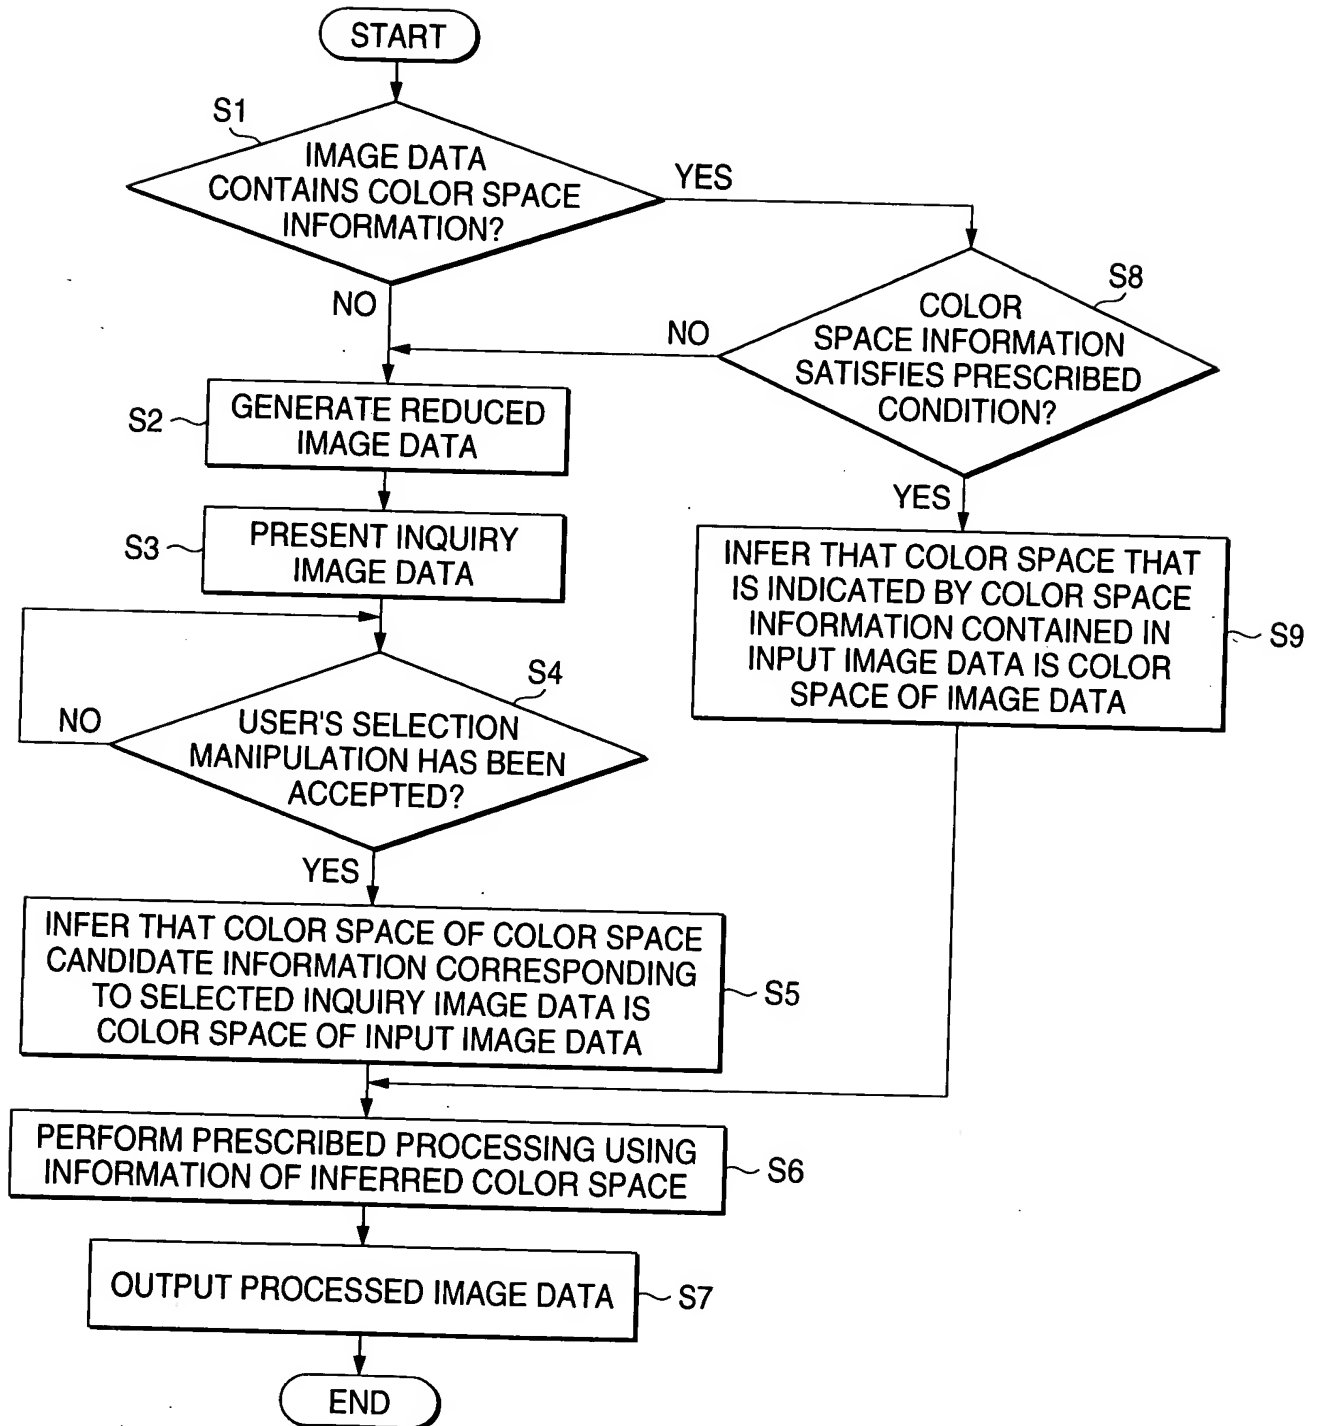 START
S1
IMAGE DATA
CONTAINS COLOR SPACE
INFORMATION?
YES
NO
S8
COLOR
SPACE INFORMATION
SATISFIES PRESCRIBED
CONDITION?
NO
YES
S2
GENERATE REDUCED
IMAGE DATA
S3
PRESENT INQUIRY
IMAGE DATA
INFER THAT COLOR SPACE THAT
IS INDICATED BY COLOR SPACE
INFORMATION CONTAINED IN
INPUT IMAGE DATA IS COLOR
SPACE OF IMAGE DATA
S9
S4
USER'S SELECTION
MANIPULATION HAS BEEN
ACCEPTED?
NO
YES
INFER THAT COLOR SPACE OF COLOR SPACE
CANDIDATE INFORMATION CORRESPONDING
TO SELECTED INQUIRY IMAGE DATA IS
COLOR SPACE OF INPUT IMAGE DATA
S5
PERFORM PRESCRIBED PROCESSING USING
INFORMATION OF INFERRED COLOR SPACE
S6
OUTPUT PROCESSED IMAGE DATA
S7
END